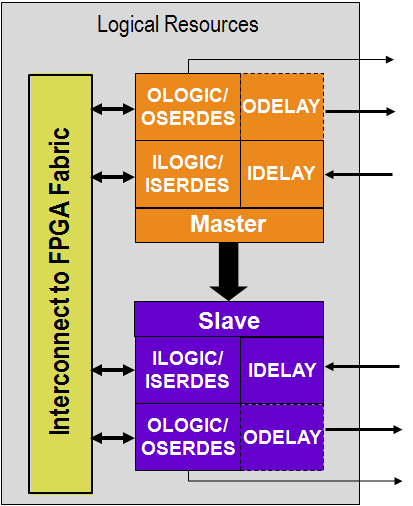 Logical Resources
Interconnect to FPGA Fabric
OLOGIC/
OSERDES
ODELAY
ILOGIC/
ISERDES
IDELAY
Master
Slave
ILOGIC/
ISERDES
IDELAY
OLOGIC/
OSERDES
ODELAY